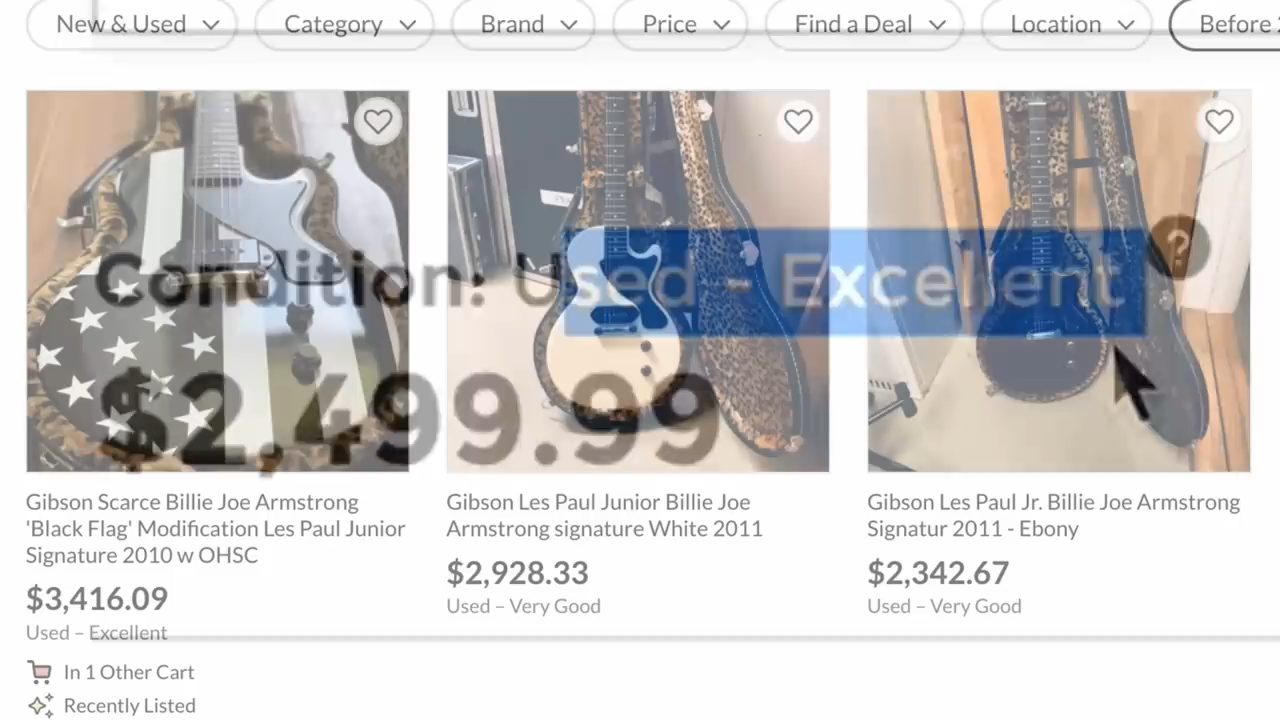 New & Used
Category
Brand
Price
Find a Deal
Location
Before
Condition: Used – Excellent ?
$2,499.99
Gibson Scarce Billie Joe Armstrong
'Black Flag' Modification Les Paul Junior
Signature 2010 w OHSC
$3,416.09
Used – Excellent
In 1 Other Cart
Recently Listed
Gibson Les Paul Junior Billie Joe
Armstrong signature White 2011
$2,928.33
Used – Very Good
Gibson Les Paul Jr. Billie Joe Armstrong
Signatur 2011 - Ebony
$2,342.67
Used – Very Good